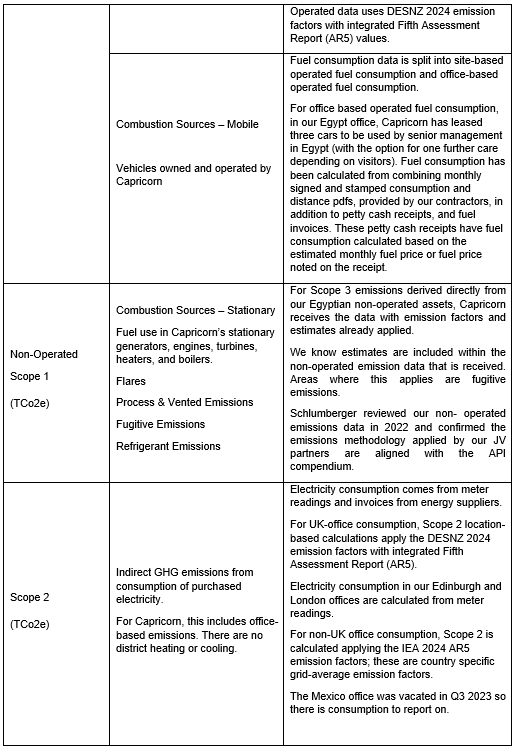 Operated data uses DESNZ 2024 emission
factors with integrated Fifth Assessment
Report (AR5) values.
Combustion Sources – Mobile
Vehicles owned and operated by
Capricorn
Fuel consumption data is split into site-based
operated fuel consumption and office-based
operated fuel consumption.
For office based operated fuel consumption,
in our Egypt office, Capricorn has leased
three cars to be used by senior management
in Egypt (with the option for one further care
depending on visitors). Fuel consumption has
been calculated from combining monthly
signed and stamped consumption and
distance pdfs, provided by our contractors, in
addition to petty cash receipts, and fuel
invoices. These petty cash receipts have fuel
consumption calculated based on the
estimated monthly fuel price or fuel price
noted on the receipt.
Non-Operated
Scope 1
(TCo2e)
Combustion Sources – Stationary
Fuel use in Capricorn's stationary
generators, engines, turbines,
heaters, and boilers.
Flares
Process & Vented Emissions
Fugitive Emissions
Refrigerant Emissions
For Scope 3 emissions derived directly from
our Egyptian non-operated assets, Capricorn
receives the data with emission factors and
estimates already applied.
We know estimates are included within the
non-operated emission data that is received.
Areas where this applies are fugitive
emissions.
Schlumberger reviewed our non- operated
emissions data in 2022 and confirmed the
emissions methodology applied by our JV
partners are aligned with the API
compendium.
Scope 2
(TCo2e)
Indirect GHG emissions from
consumption of purchased
electricity.
For Capricorn, this includes office-
based emissions. There are no
district heating or cooling.
Electricity consumption comes from meter
readings and invoices from energy suppliers.
For UK-office consumption, Scope 2 location-
based calculations apply the DESNZ 2024
emission factors with integrated Fifth
Assessment Report (AR5).
Electricity consumption in our Edinburgh and
London offices are calculated from meter
readings.
For non-UK office consumption, Scope 2 is
calculated applying the IEA 2024 AR5
emission factors; these are country specific
grid-average emission factors.
The Mexico office was vacated in Q3 2023 so
there is consumption to report on.